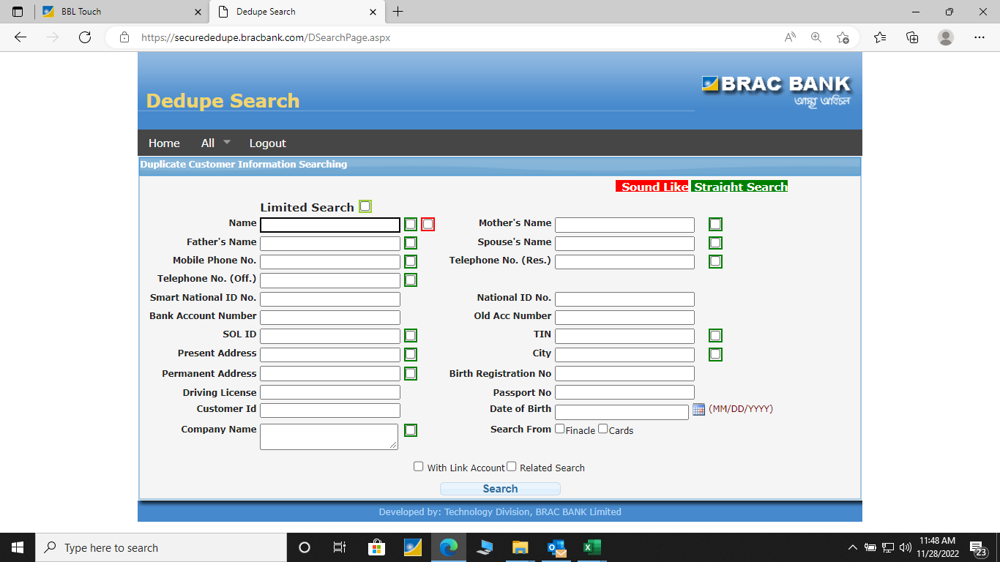 BBL Touch
Dedupe Search
https://securededupe.bracbank.com/DSearchPage.aspx
Dedupe Search
BRAC BANK
Home All Logout
Duplicate Customer Information Searching
Sound Like Straight Search
Limited Search
Name Mother's Name
Father's Name Spouse's Name
Mobile Phone No. Telephone No. (Res.)
Telephone No. (Off.)
Smart National ID No. National ID No.
Bank Account Number Old Acc Number
SOL ID TIN
Present Address City
Permanent Address Birth Registration No
Driving License Passport No
Customer Id Date of Birth (MM/DD/YYYY)
Company Name Search From Finacle Cards
With Link Account Related Search
Search
Developed by: Technology Division, BRAC BANK Limited
Type here to search
11:48 AM
11/28/2022
23